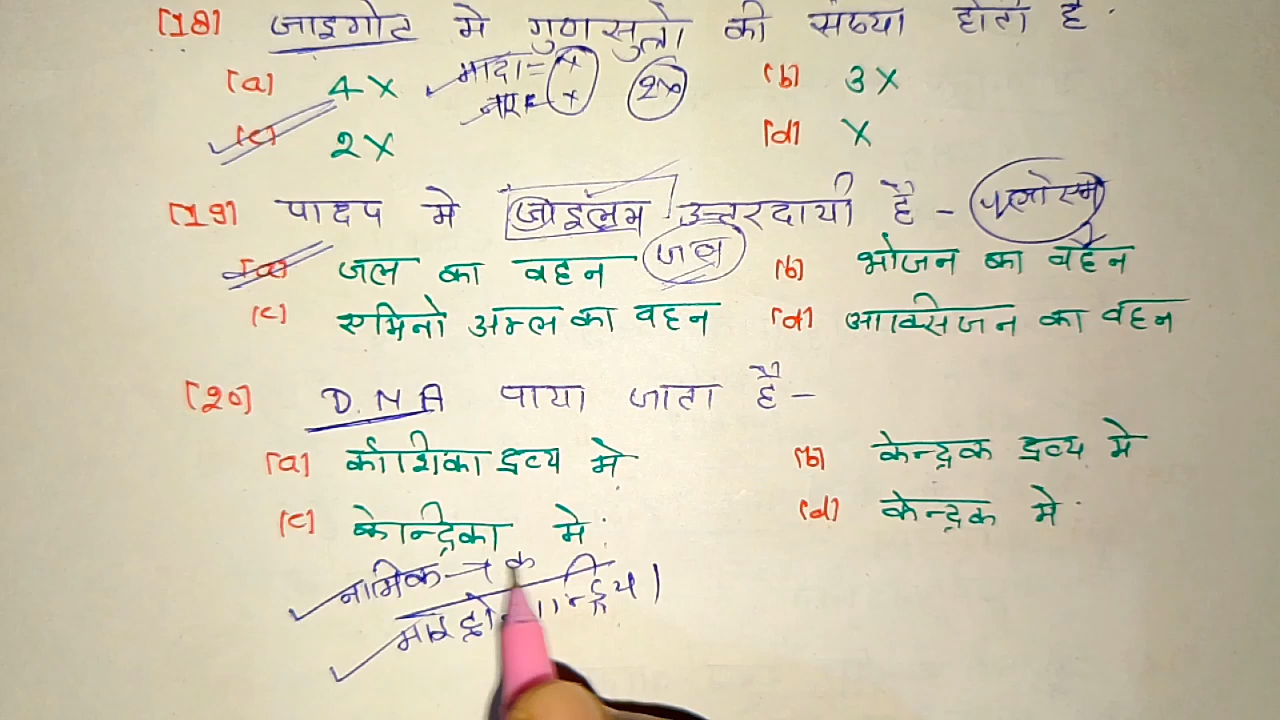 [18] जाइगोट मे गुणसुत्रो की संख्या होती है
[a] 4X मादा = x 2x [b] 3X
नर = x
[c] 2X [d] X
[19] पादप मे जाइलम उत्तरदायी है -
[a] जल का वहन जल [b] भोजन का वहन
[c] एमिनो अम्ल का वहन [d] आक्सिजन का वहन
[20] D.N.A पाया जाता है -
[a] कोशिका द्रव्य मे [b] केन्द्रक द्रव्य मे
[c] केन्द्रिका मे [d] केन्द्रक मे
नाभिक → के